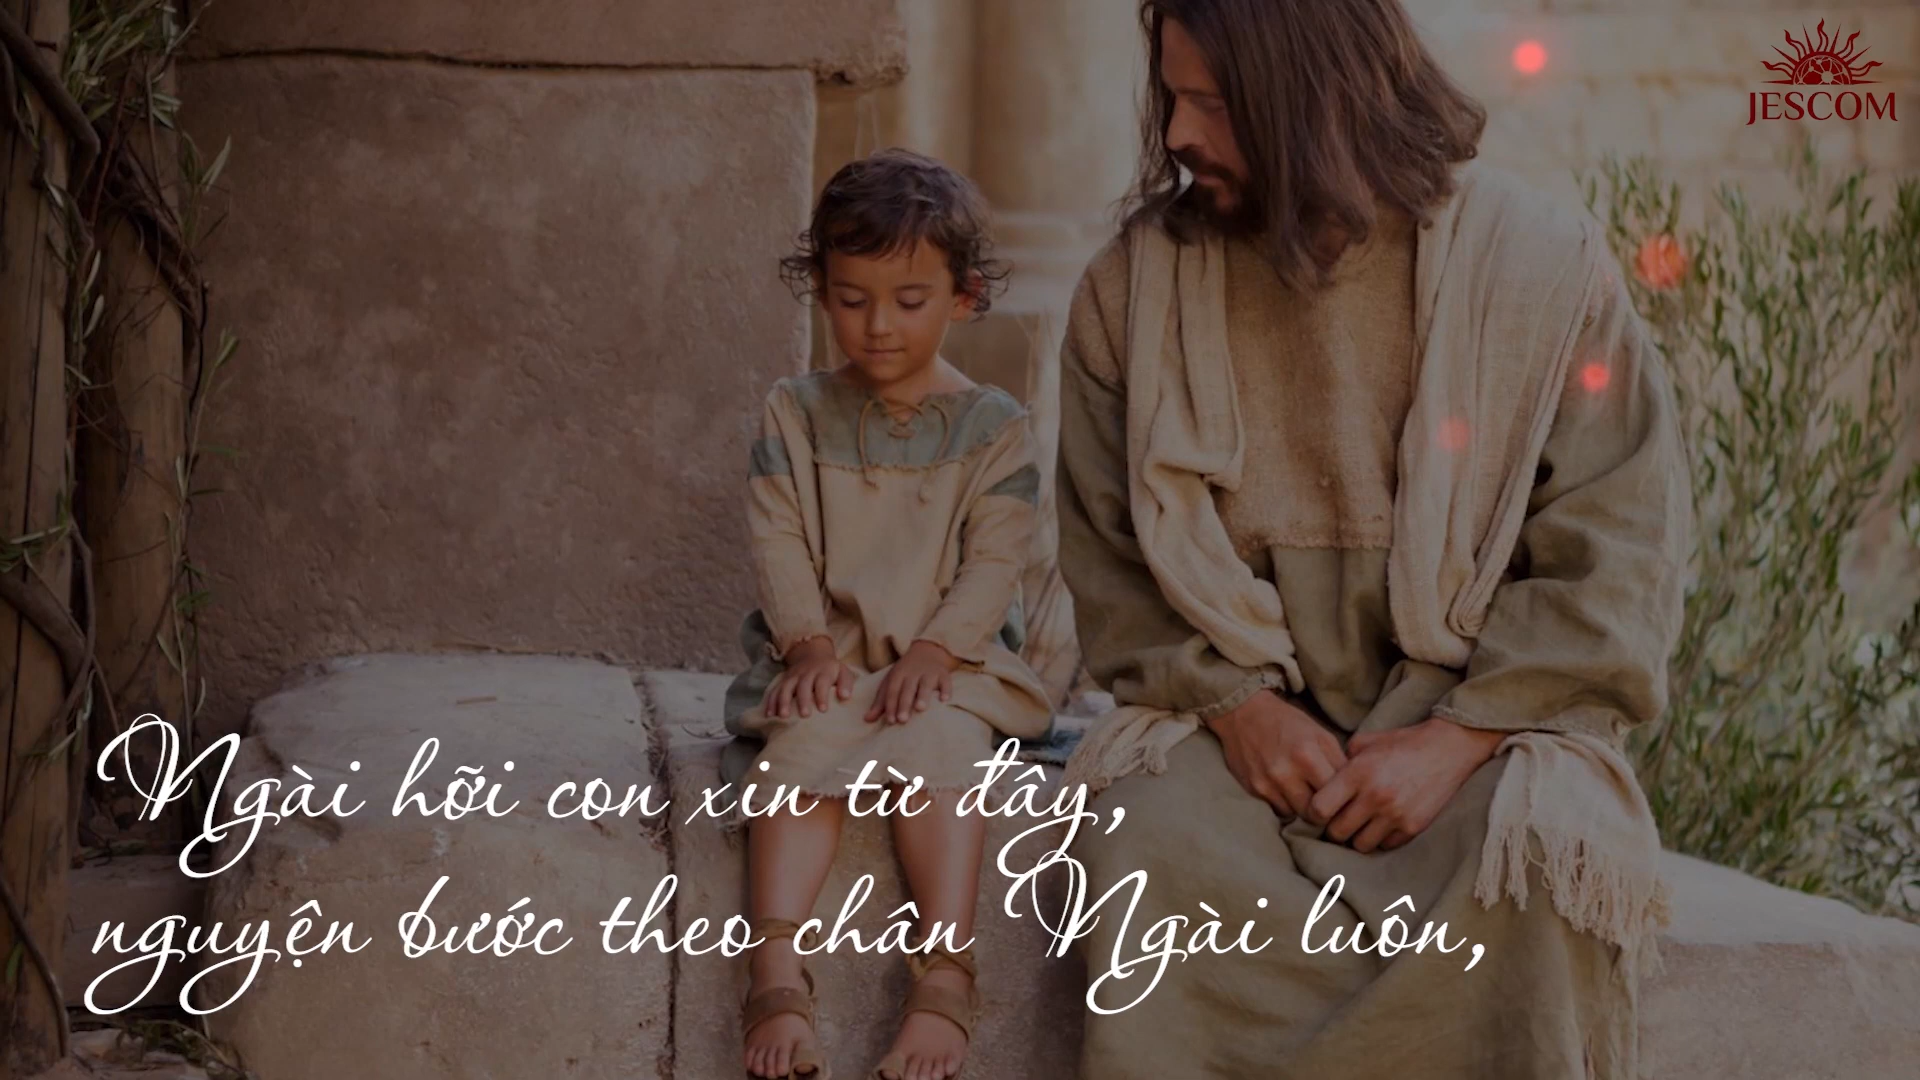 JESCOM
Ngài hỡi con xin từ đây,
nguyện bước theo chân Ngài luôn,